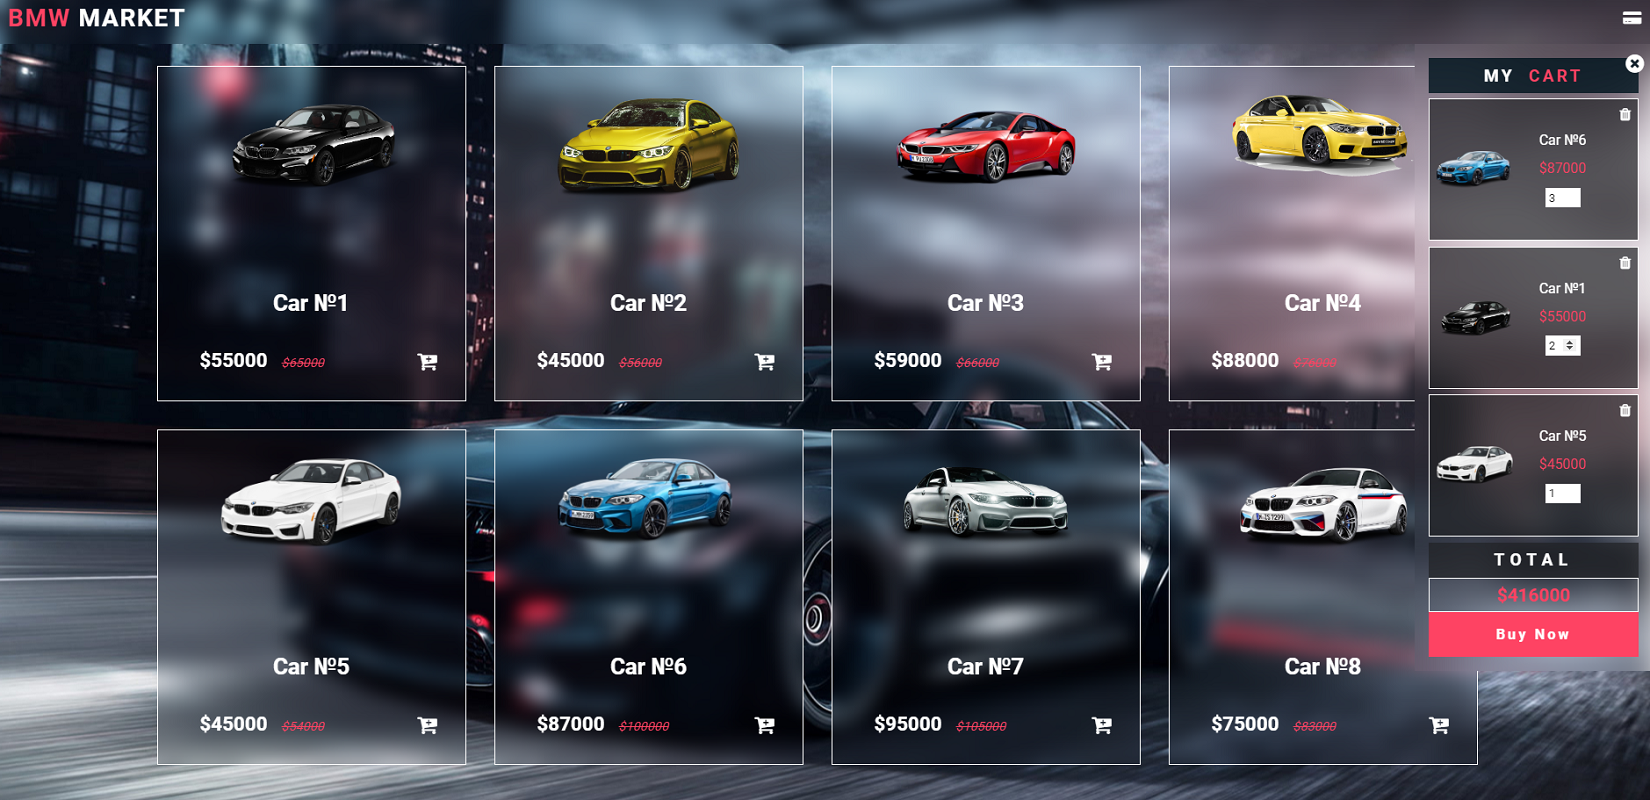 BMW MARKET
Car №1
$55000 $65000
Car №2
$45000 $56000
Car №3
$59000 $66000
Car №4
$88000 $76000
Car №5
$45000 $54000
Car №6
$87000 $100000
Car №7
$95000 $105000
Car №8
$75000 $83000
MY CART
Car №6
$87000
3
Car №1
$55000
2
Car №5
$45000
1
TOTAL
$416000
Buy Now